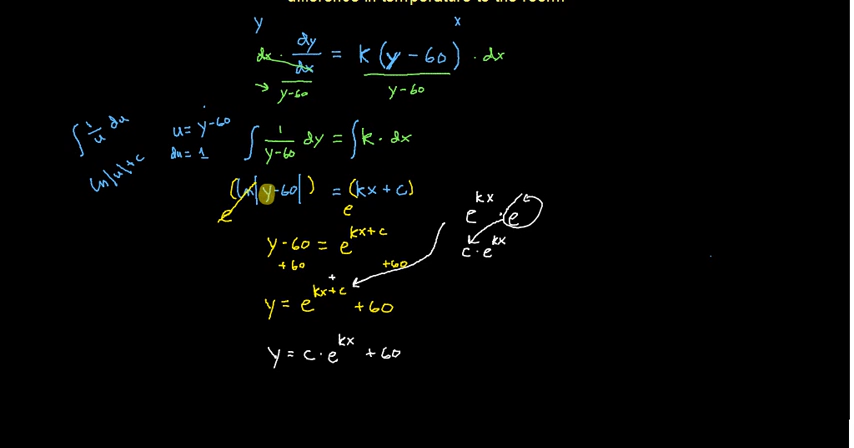 difference in temperature to the room
y x
dx · dy/dx = k(y - 60) · dx
→ y-60 y-60
∫ 1/u du u = y-60 ∫ 1/(y-60) dy = ∫ k · dx
ln|u|+c du = 1
(ln|y-60|) = (kx + c)
e e
y - 60 = e^(kx+c) e^(kx) · e^c
+60 +60 c · e^(kx)
y = e^(kx+c) + 60
y = c · e^(kx) + 60